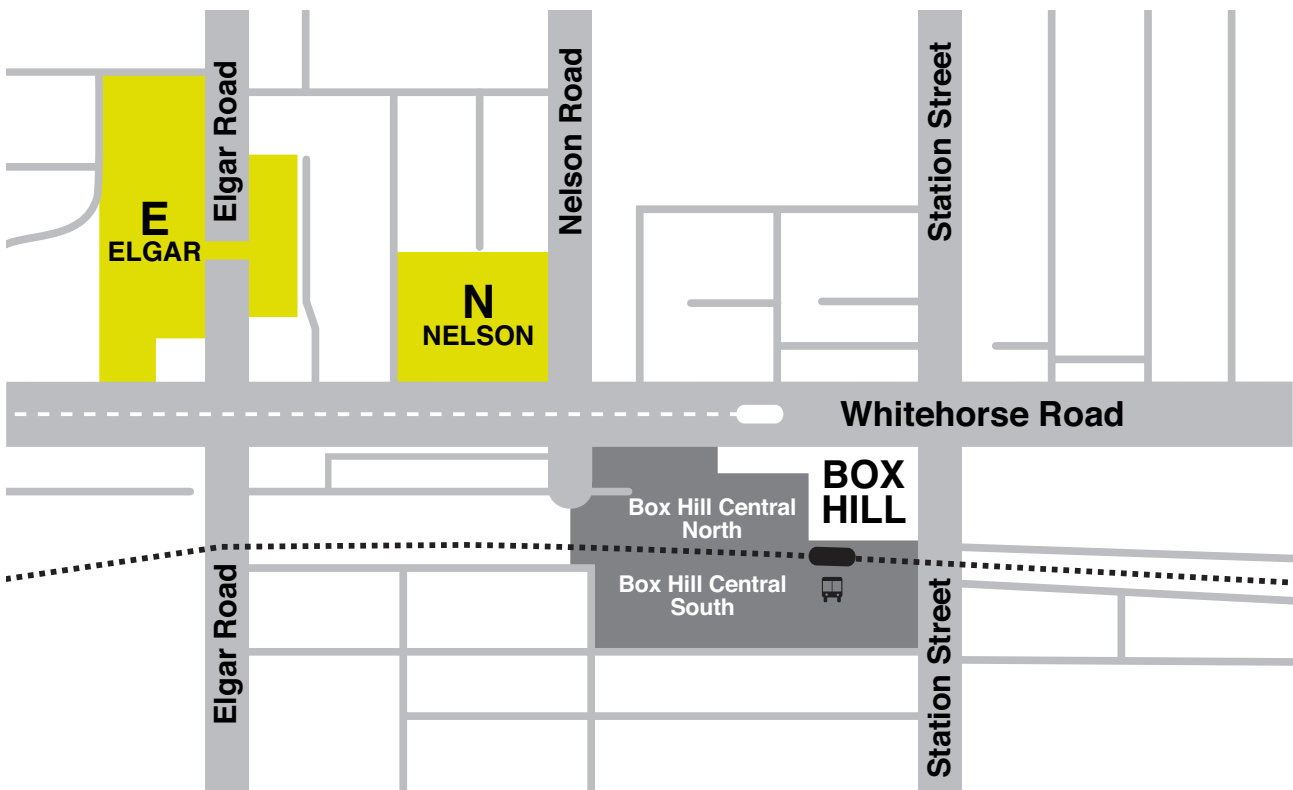 Elgar Road
Nelson Road
Station Street
E
ELGAR
N
NELSON
Whitehorse Road
BOX
HILL
Box Hill Central
North
Box Hill Central
South
Elgar Road
Station Street